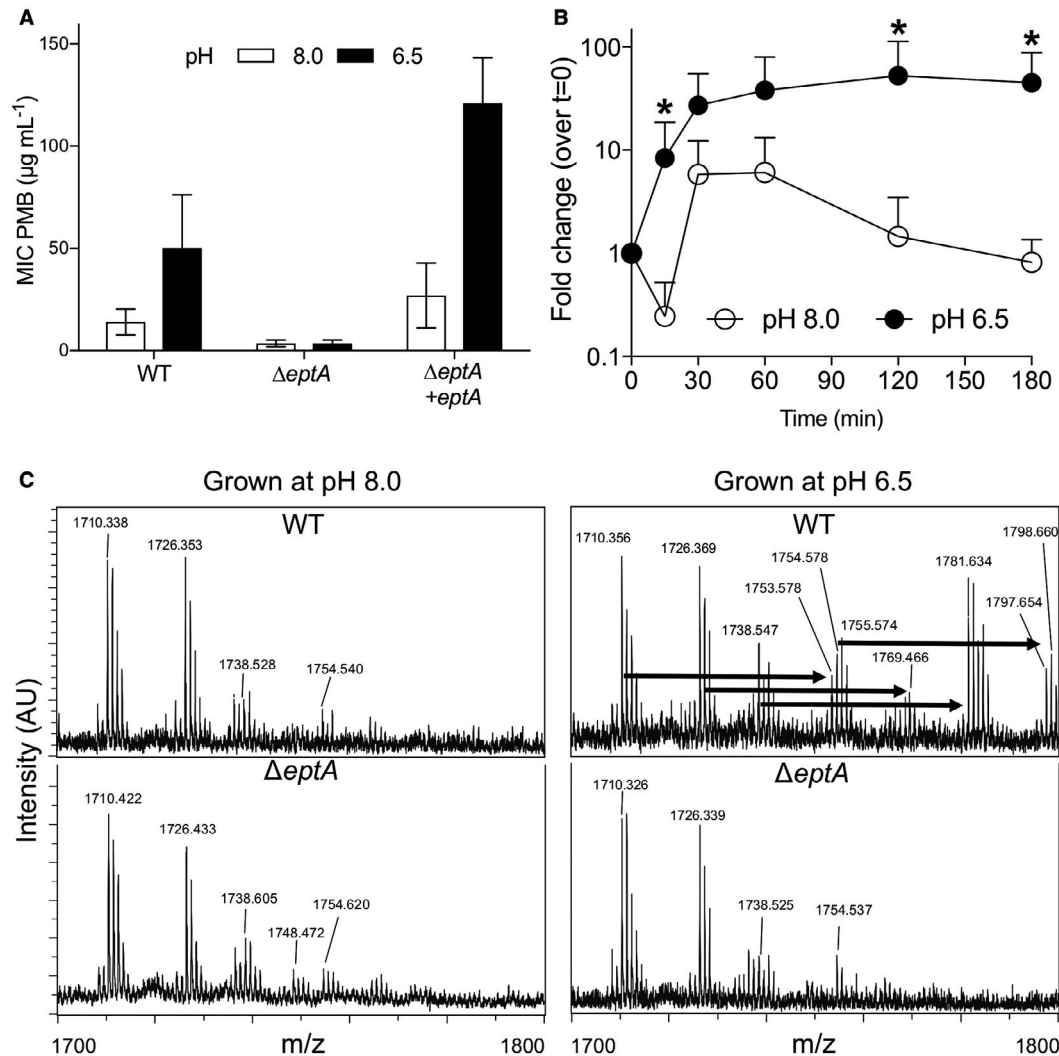 A
pH 8.0 6.5
150
100
50
0
MIC PMB (µg mL⁻¹)
WT
ΔeptA
ΔeptA
+eptA
B
100
10
1
0.1
Fold change (over t=0)
*
*
*
pH 8.0 pH 6.5
0 30 60 90 120 150 180
Time (min)
C
Grown at pH 8.0
Grown at pH 6.5
Intensity (AU)
WT
1710.338
1726.353
1738.528
1754.540
WT
1710.356
1726.369
1738.547
1753.578
1754.578
1755.574
1769.466
1781.634
1797.654
1798.660
ΔeptA
1710.422
1726.433
1738.605
1748.472
1754.620
ΔeptA
1710.326
1726.339
1738.525
1754.537
1700 m/z 1800
1700 m/z 1800